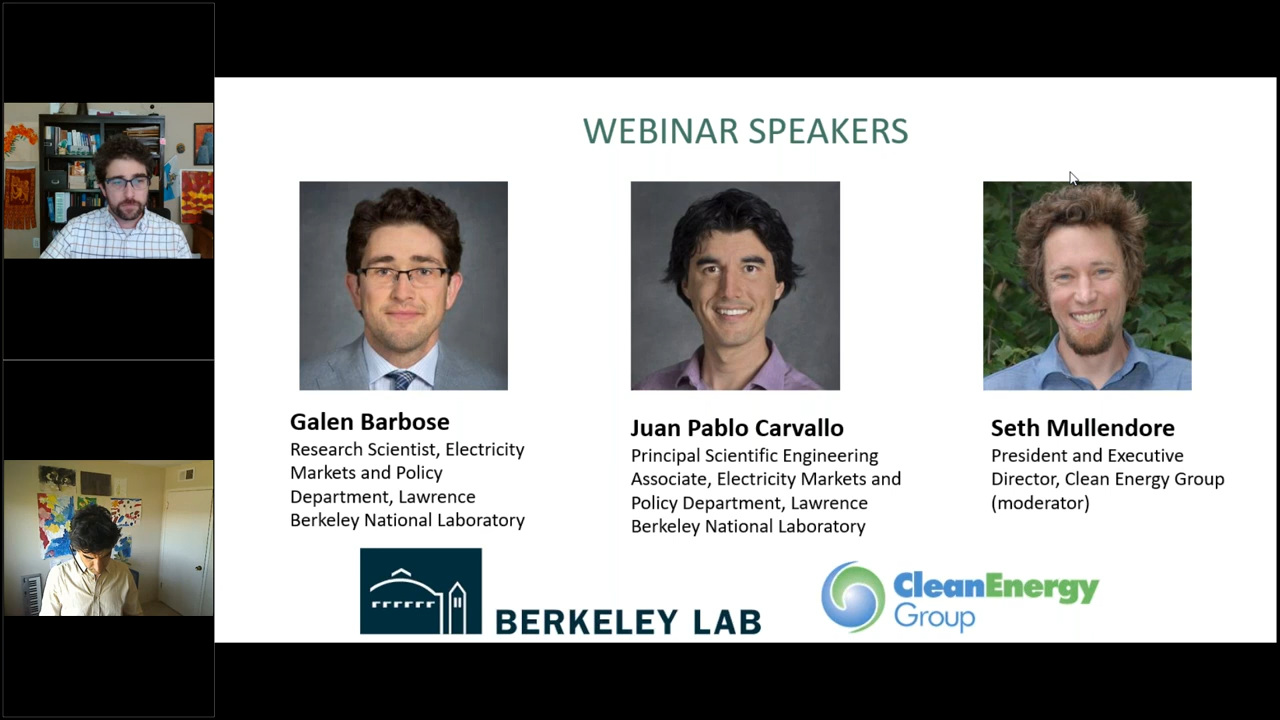 WEBINAR SPEAKERS
Galen Barbose
Research Scientist, Electricity
Markets and Policy
Department, Lawrence
Berkeley National Laboratory
Juan Pablo Carvallo
Principal Scientific Engineering
Associate, Electricity Markets and
Policy Department, Lawrence
Berkeley National Laboratory
Seth Mullendore
President and Executive
Director, Clean Energy Group
(moderator)
BERKELEY LAB
CleanEnergy
Group